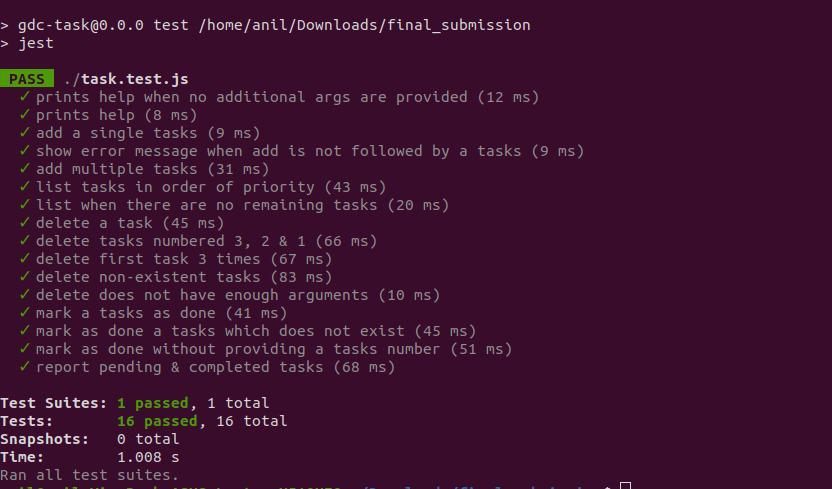 > gdc-task@0.0.0 test /home/anil/Downloads/final_submission
> jest
PASS ./task.test.js
✓ prints help when no additional args are provided (12 ms)
✓ prints help (8 ms)
✓ add a single tasks (9 ms)
✓ show error message when add is not followed by a tasks (9 ms)
✓ add multiple tasks (31 ms)
✓ list tasks in order of priority (43 ms)
✓ list when there are no remaining tasks (20 ms)
✓ delete a task (45 ms)
✓ delete tasks numbered 3, 2 & 1 (66 ms)
✓ delete first task 3 times (67 ms)
✓ delete non-existent tasks (83 ms)
✓ delete does not have enough arguments (10 ms)
✓ mark a tasks as done (41 ms)
✓ mark as done a tasks which does not exist (45 ms)
✓ mark as done without providing a tasks number (51 ms)
✓ report pending & completed tasks (68 ms)
Test Suites: 1 passed, 1 total
Tests: 16 passed, 16 total
Snapshots: 0 total
Time: 1.008 s
Ran all test suites.